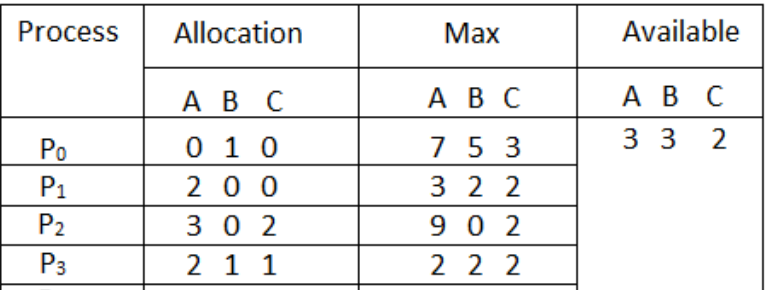 Process Allocation Max Available
A B C A B C A B C
P0 0 1 0 7 5 3 3 3 2
P1 2 0 0 3 2 2
P2 3 0 2 9 0 2
P3 2 1 1 2 2 2